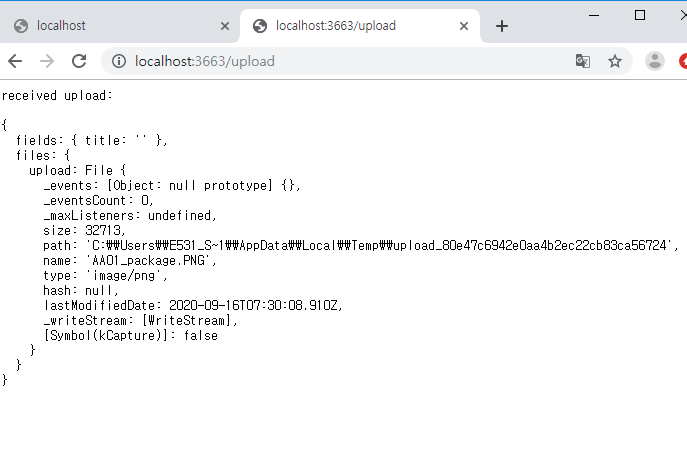 localhost
localhost:3663/upload
localhost:3663/upload
received upload:
{
  fields: { title: '' },
  files: {
    upload: File {
      _events: [Object: null prototype] {},
      _eventsCount: 0,
      _maxListeners: undefined,
      size: 32713,
      path: 'C:₩₩Users₩₩E531_S~1₩₩AppData₩₩Local₩₩Temp₩₩upload_80e47c6942e0aa4b2ec22cb83ca56724',
      name: 'AA01_package.PNG',
      type: 'image/png',
      hash: null,
      lastModifiedDate: 2020-09-16T07:30:08.910Z,
      _writeStream: [WriteStream],
      [Symbol(kCapture)]: false
    }
  }
}